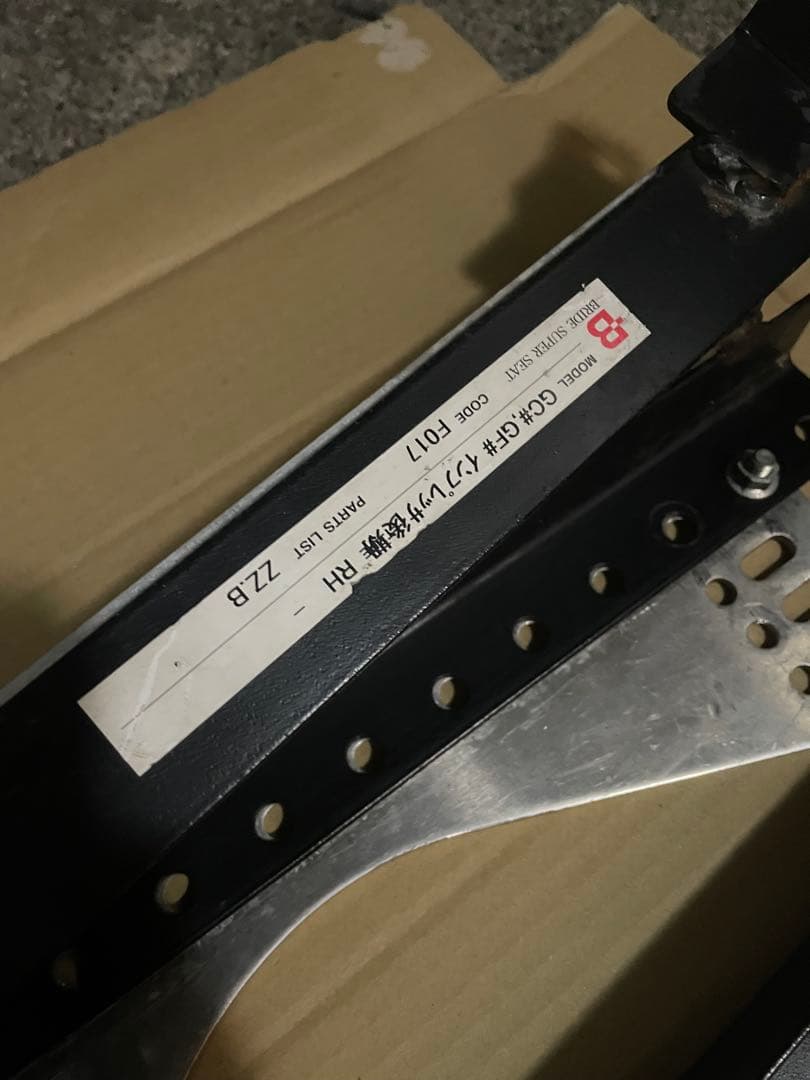 B
BRIDE SUPER SEAT
MODEL GC#,GF# インプレッサ後期 RH -
CODE F017 PARTS LIST ZZ.B